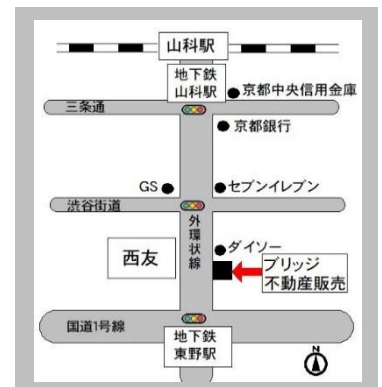 山科駅
地下鉄
山科駅
京都中央信用金庫
三条通
京都銀行
GS
セブンイレブン
渋谷街道
外環状線
西友
ダイソー
ブリッジ
不動産販売
国道1号線
地下鉄
東野駅